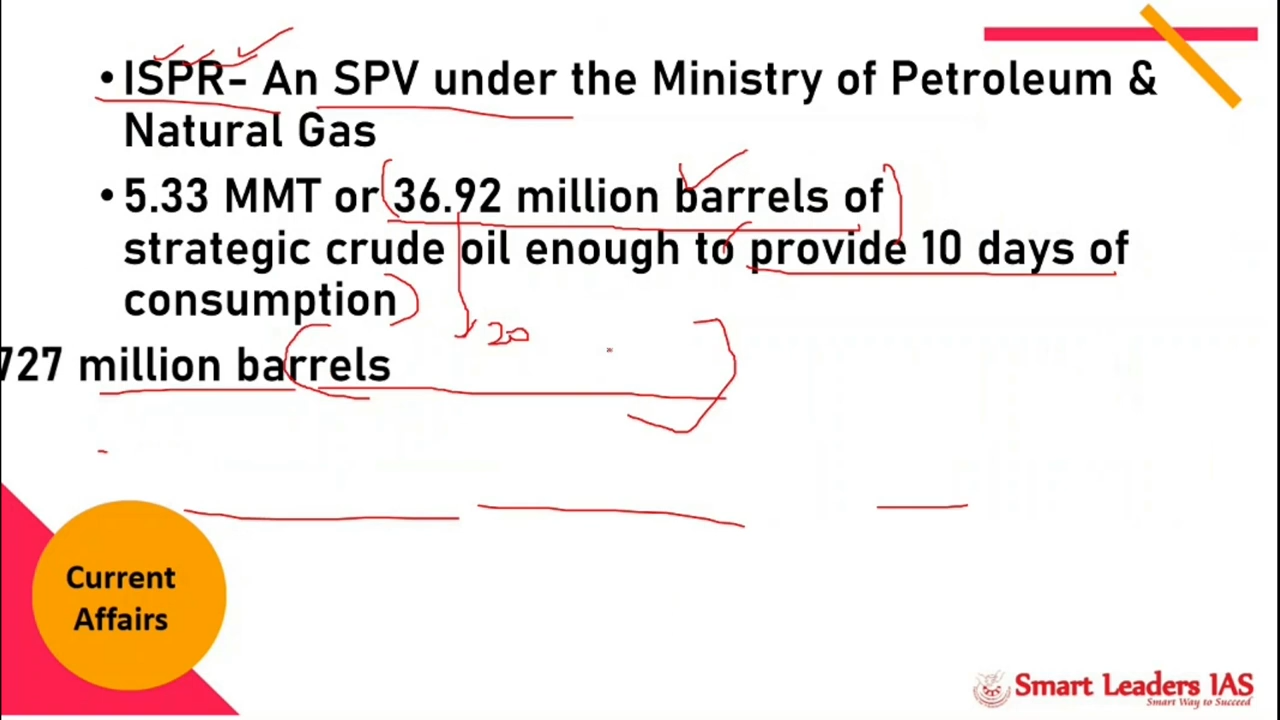 • ISPR- An SPV under the Ministry of Petroleum &
Natural Gas
• 5.33 MMT or 36.92 million barrels of
strategic crude oil enough to provide 10 days of
consumption
20
727 million barrels
Current
Affairs
Smart Leaders IAS
Smart Way to Succeed